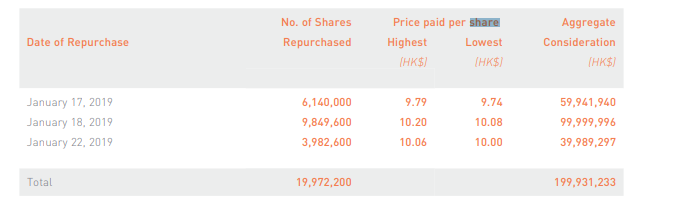 No. of Shares Price paid per share Aggregate
Date of Repurchase Repurchased Highest Lowest Consideration
(HK$) (HK$) (HK$)
January 17, 2019 6,140,000 9.79 9.74 59,941,940
January 18, 2019 9,849,600 10.20 10.08 99,999,996
January 22, 2019 3,982,600 10.06 10.00 39,989,297
Total 19,972,200 199,931,233